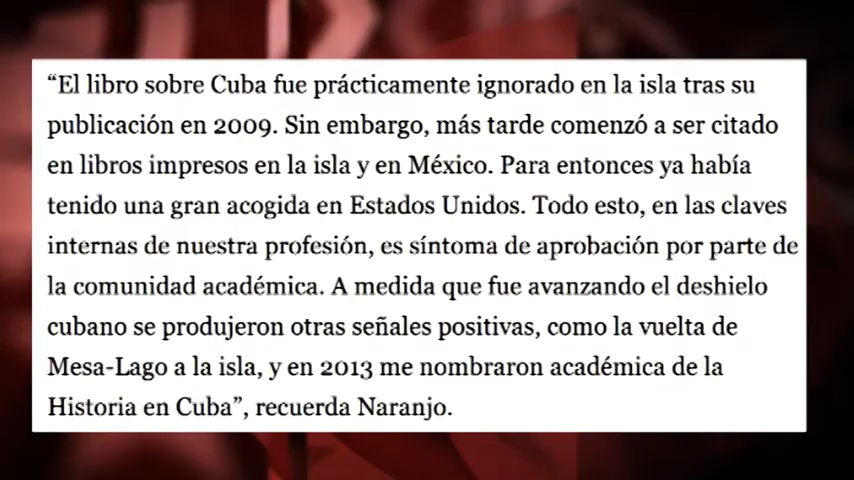 “El libro sobre Cuba fue prácticamente ignorado en la isla tras su
publicación en 2009. Sin embargo, más tarde comenzó a ser citado
en libros impresos en la isla y en México. Para entonces ya había
tenido una gran acogida en Estados Unidos. Todo esto, en las claves
internas de nuestra profesión, es síntoma de aprobación por parte de
la comunidad académica. A medida que fue avanzando el deshielo
cubano se produjeron otras señales positivas, como la vuelta de
Mesa-Lago a la isla, y en 2013 me nombraron académica de la
Historia en Cuba”, recuerda Naranjo.